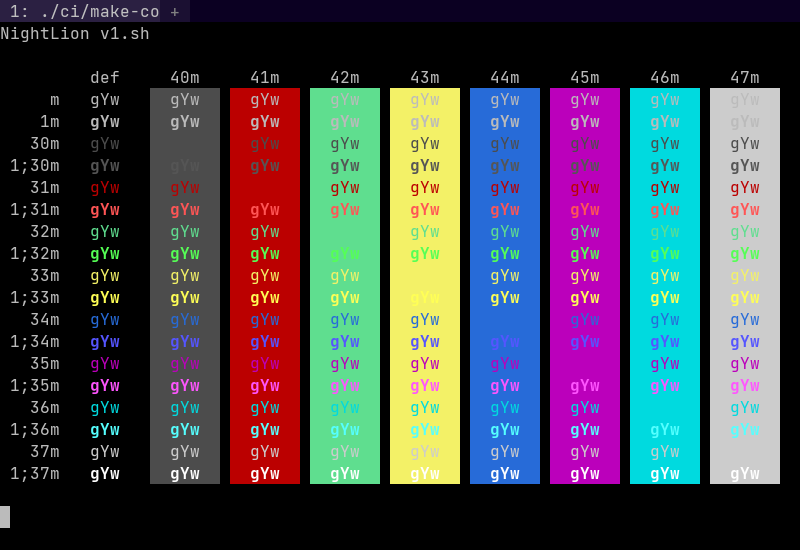 1: ./ci/make-co +
NightLion v1.sh
def 40m 41m 42m 43m 44m 45m 46m 47m
m gYw gYw gYw gYw gYw gYw gYw gYw gYw
1m gYw gYw gYw gYw gYw gYw gYw gYw gYw
30m gYw gYw gYw gYw gYw gYw gYw gYw
1;30m gYw gYw gYw gYw gYw gYw gYw gYw gYw
31m gYw gYw gYw gYw gYw gYw gYw gYw
1;31m gYw gYw gYw gYw gYw gYw gYw gYw gYw
32m gYw gYw gYw gYw gYw gYw gYw gYw
1;32m gYw gYw gYw gYw gYw gYw gYw gYw gYw
33m gYw gYw gYw gYw gYw gYw gYw gYw
1;33m gYw gYw gYw gYw gYw gYw gYw gYw gYw
34m gYw gYw gYw gYw gYw gYw gYw gYw
1;34m gYw gYw gYw gYw gYw gYw gYw gYw gYw
35m gYw gYw gYw gYw gYw gYw gYw gYw
1;35m gYw gYw gYw gYw gYw gYw gYw gYw gYw
36m gYw gYw gYw gYw gYw gYw gYw gYw
1;36m gYw gYw gYw gYw gYw gYw gYw gYw gYw
37m gYw gYw gYw gYw gYw gYw gYw gYw
1;37m gYw gYw gYw gYw gYw gYw gYw gYw gYw